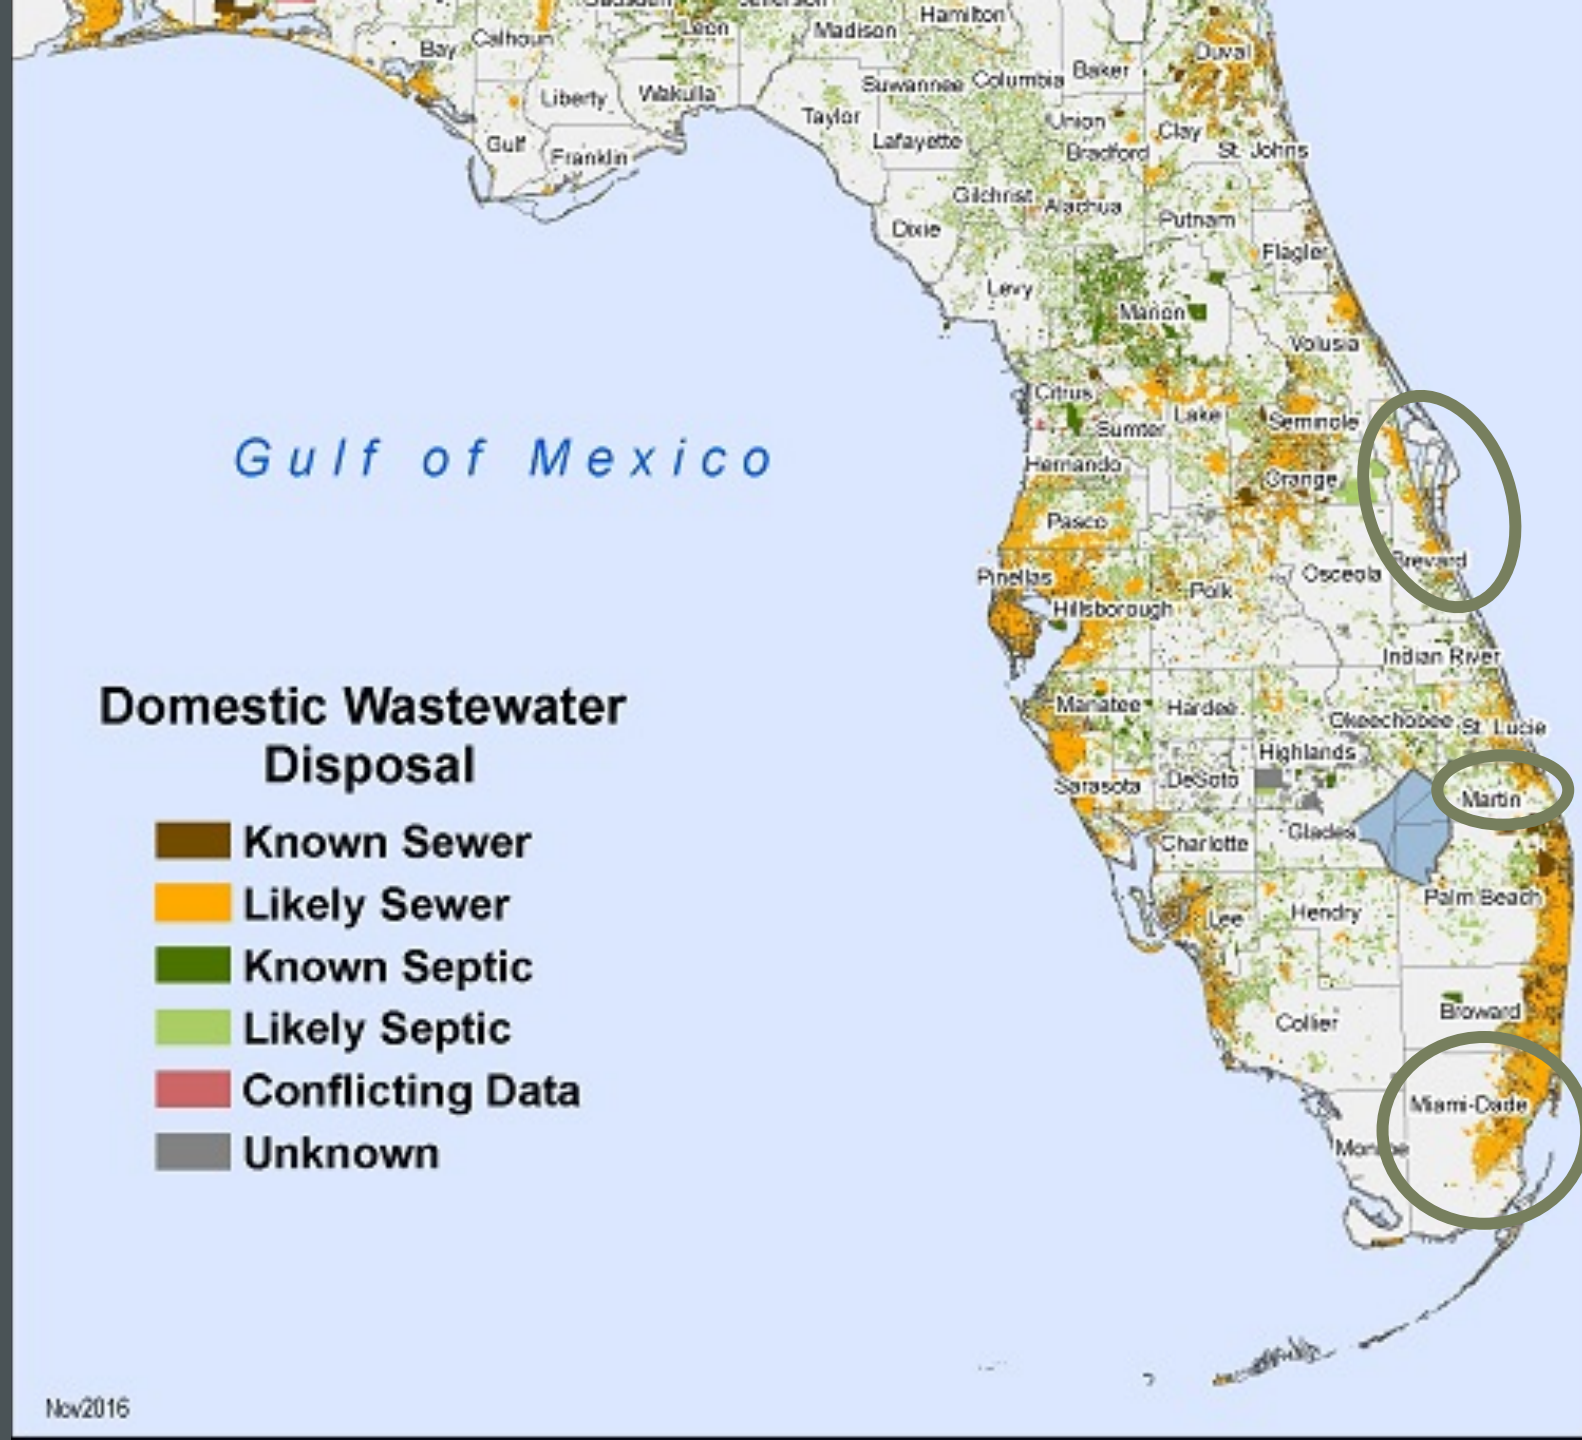 Gadsden
Jefferson
Hamilton
Leon
Madison
Bay
Calhoun
Duval
Baker
Suwannee
Columbia
Liberty
Wakulla
Taylor
Union
Clay
Lafayette
Gulf
Franklin
Bradford
St. Johns
Gilchrist
Alachua
Putnam
Dixie
Flagler
Levy
Marion
Volusia
Citrus
Lake
Sumter
Seminole
Gulf of Mexico
Hernando
Orange
Pasco
Brevard
Pinellas
Osceola
Polk
Hillsborough
Indian River
Manatee
Hardee
Okeechobee
St. Lucie
Highlands
Sarasota
DeSoto
Martin
Glades
Charlotte
Palm Beach
Lee
Hendry
Broward
Collier
Miami-Dade
Monroe
Domestic Wastewater
Disposal
Known Sewer
Likely Sewer
Known Septic
Likely Septic
Conflicting Data
Unknown
Nov2016